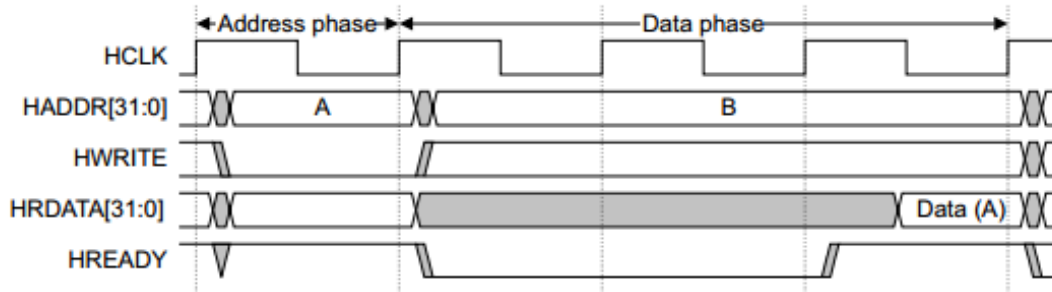 Address phase Data phase
HCLK
HADDR[31:0] A B
HWRITE
HRDATA[31:0] Data (A)
HREADY